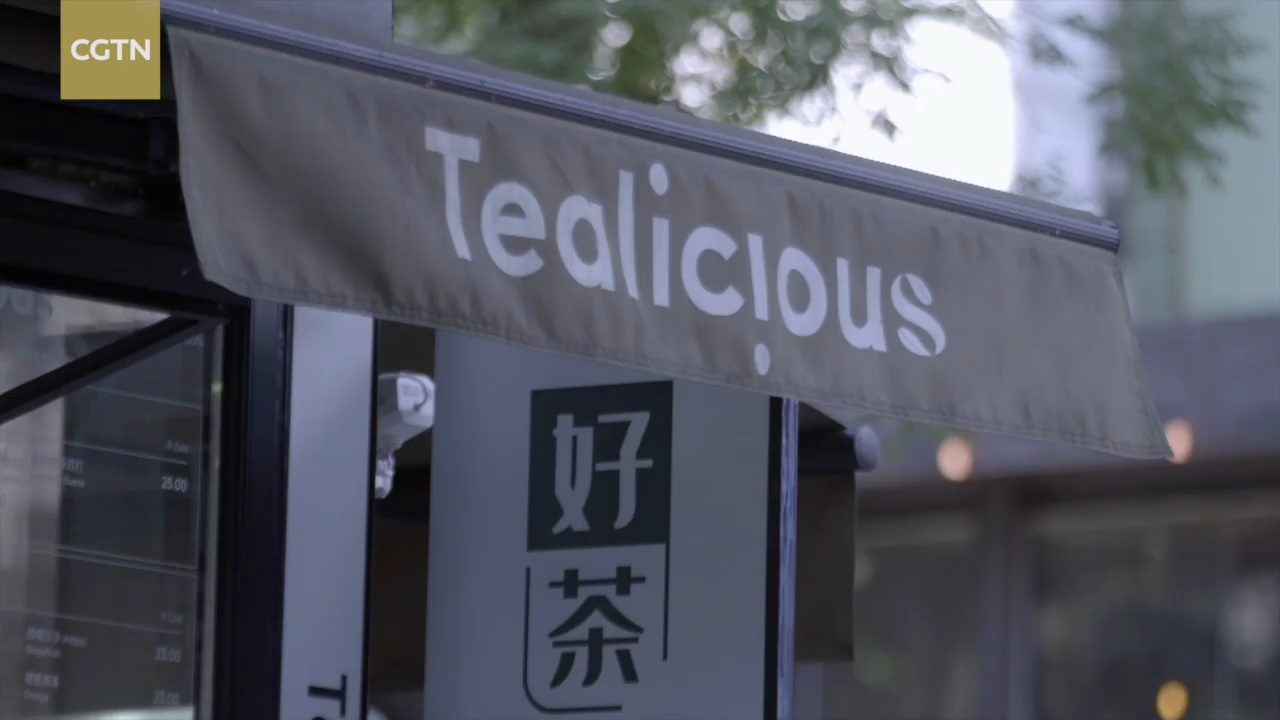 CGTN
Tealicious
好
茶
25.00
25.00
25.00